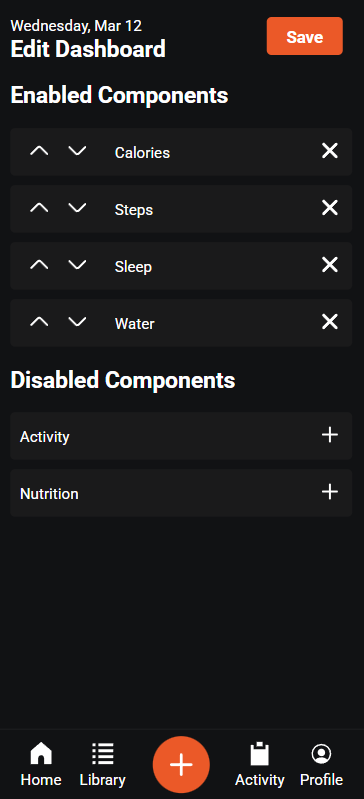 Wednesday, Mar 12
Edit Dashboard
Save
Enabled Components
Calories
Steps
Sleep
Water
Disabled Components
Activity
Nutrition
Home
Library
Activity
Profile